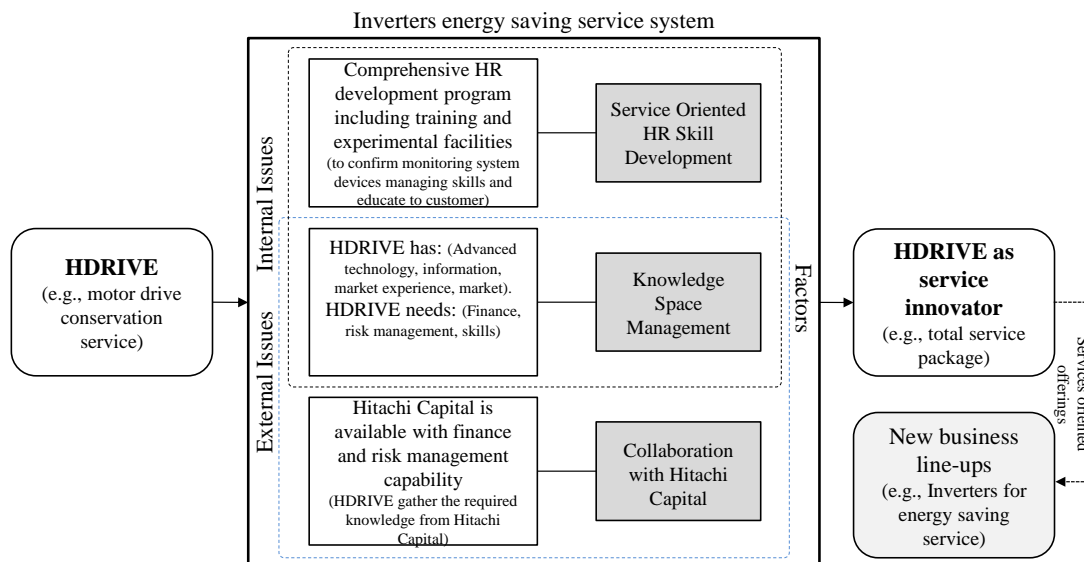 Inverters energy saving service system
Internal Issues
External Issues
Comprehensive HR
development program
including training and
experimental facilities
(to confirm monitoring system
devices managing skills and
educate to customer)
Service Oriented
HR Skill
Development
HDRIVE
(e.g., motor drive
conservation
service)
HDRIVE has: (Advanced
technology, information,
market experience, market).
HDRIVE needs: (Finance,
risk management, skills)
Knowledge
Space
Management
Factors
HDRIVE as
service
innovator
(e.g., total service
package)
Services oriented
offerings
Hitachi Capital is
available with finance
and risk management
capability
(HDRIVE gather the required
knowledge from Hitachi
Capital)
Collaboration
with Hitachi
Capital
New business
line-ups
(e.g., Inverters for
energy saving
service)